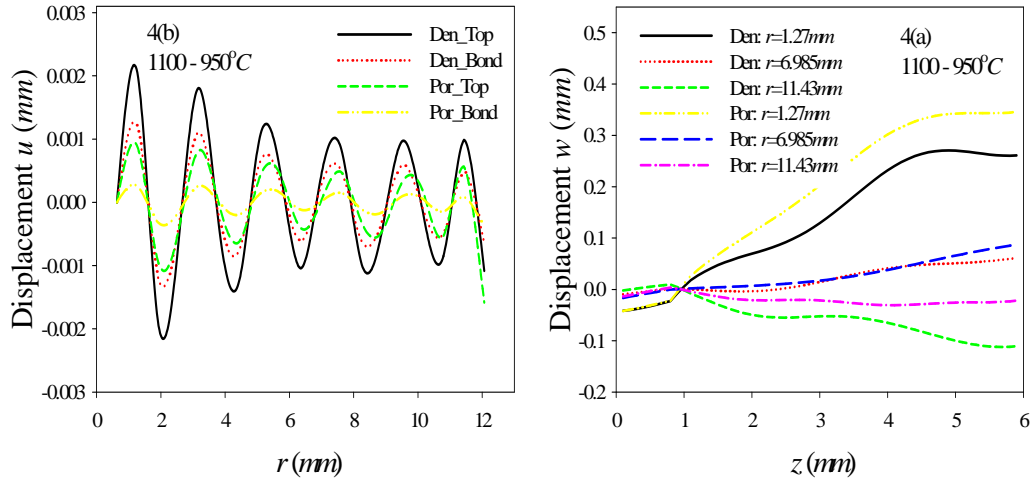 4(b)
1100 - 950°C
Den_Top
Den_Bond
Por_Top
Por_Bond
0.003
0.002
0.001
0.000
-0.001
-0.002
-0.003
0
2
4
6
8
10
12
Displacement u (mm)
r (mm)
4(a)
1100 - 950°C
Den: r=1.27mm
Den: r=6.985mm
Den: r=11.43mm
Por: r=1.27mm
Por: r=6.985mm
Por: r=11.43mm
0.5
0.4
0.3
0.2
0.1
0.0
-0.1
-0.2
0
1
2
3
4
5
6
Displacement w (mm)
z (mm)